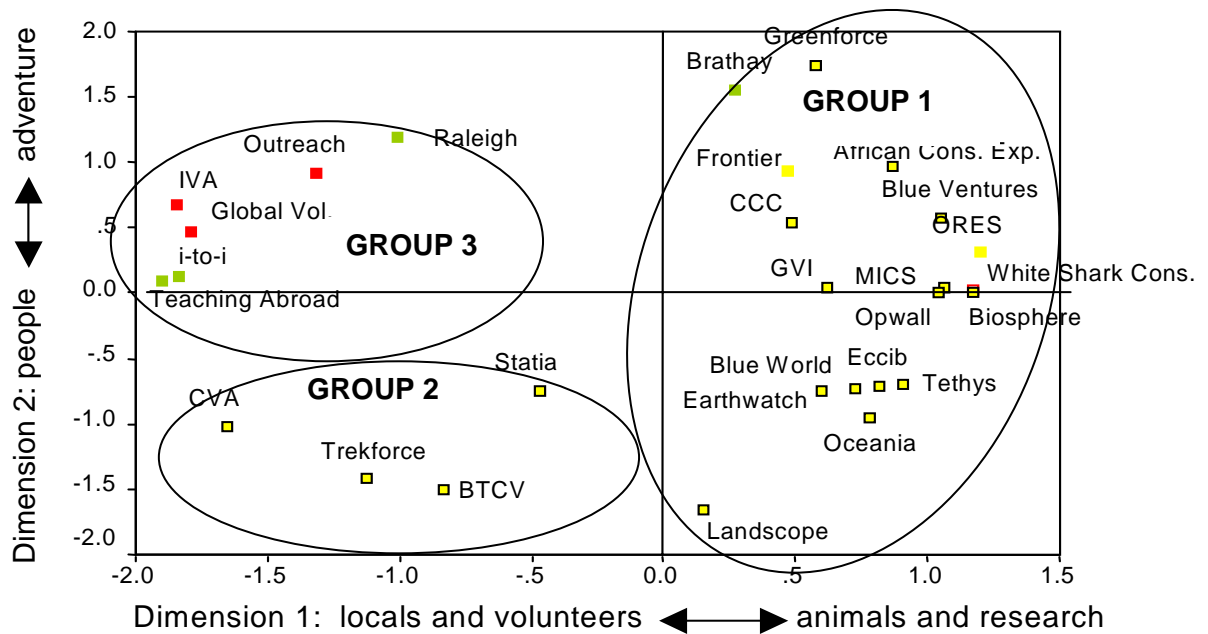 2.0
1.5
1.0
.5
0.0
-.5
-1.0
-1.5
-2.0
Dimension 2: people
adventure
Greenforce
Brathay
GROUP 1
Raleigh
Outreach
African Cons. Exp.
Frontier
IVA
Blue Ventures
CCC
Global Vol.
ORES
GROUP 3
i-to-i
GVI
MICS
White Shark Cons.
Teaching Abroad
Opwall
Biosphere
Statia
Blue World
Eccib
GROUP 2
Tethys
CVA
Earthwatch
Oceania
Trekforce
BTCV
Landscope
-2.0
-1.5
-1.0
-.5
0.0
.5
1.0
1.5
Dimension 1: locals and volunteers
animals and research